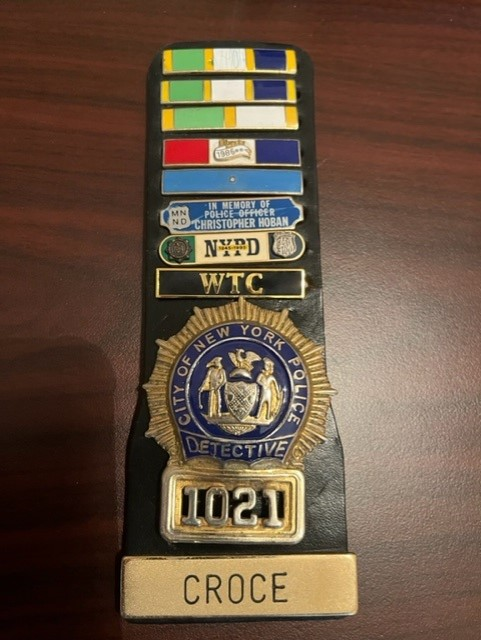 1986
IN MEMORY OF
MN
ND
POLICE OFFICER
CHRISTOPHER HOBAN
NYPD
WTC
CITY OF NEW YORK POLICE
DETECTIVE
1021
CROCE